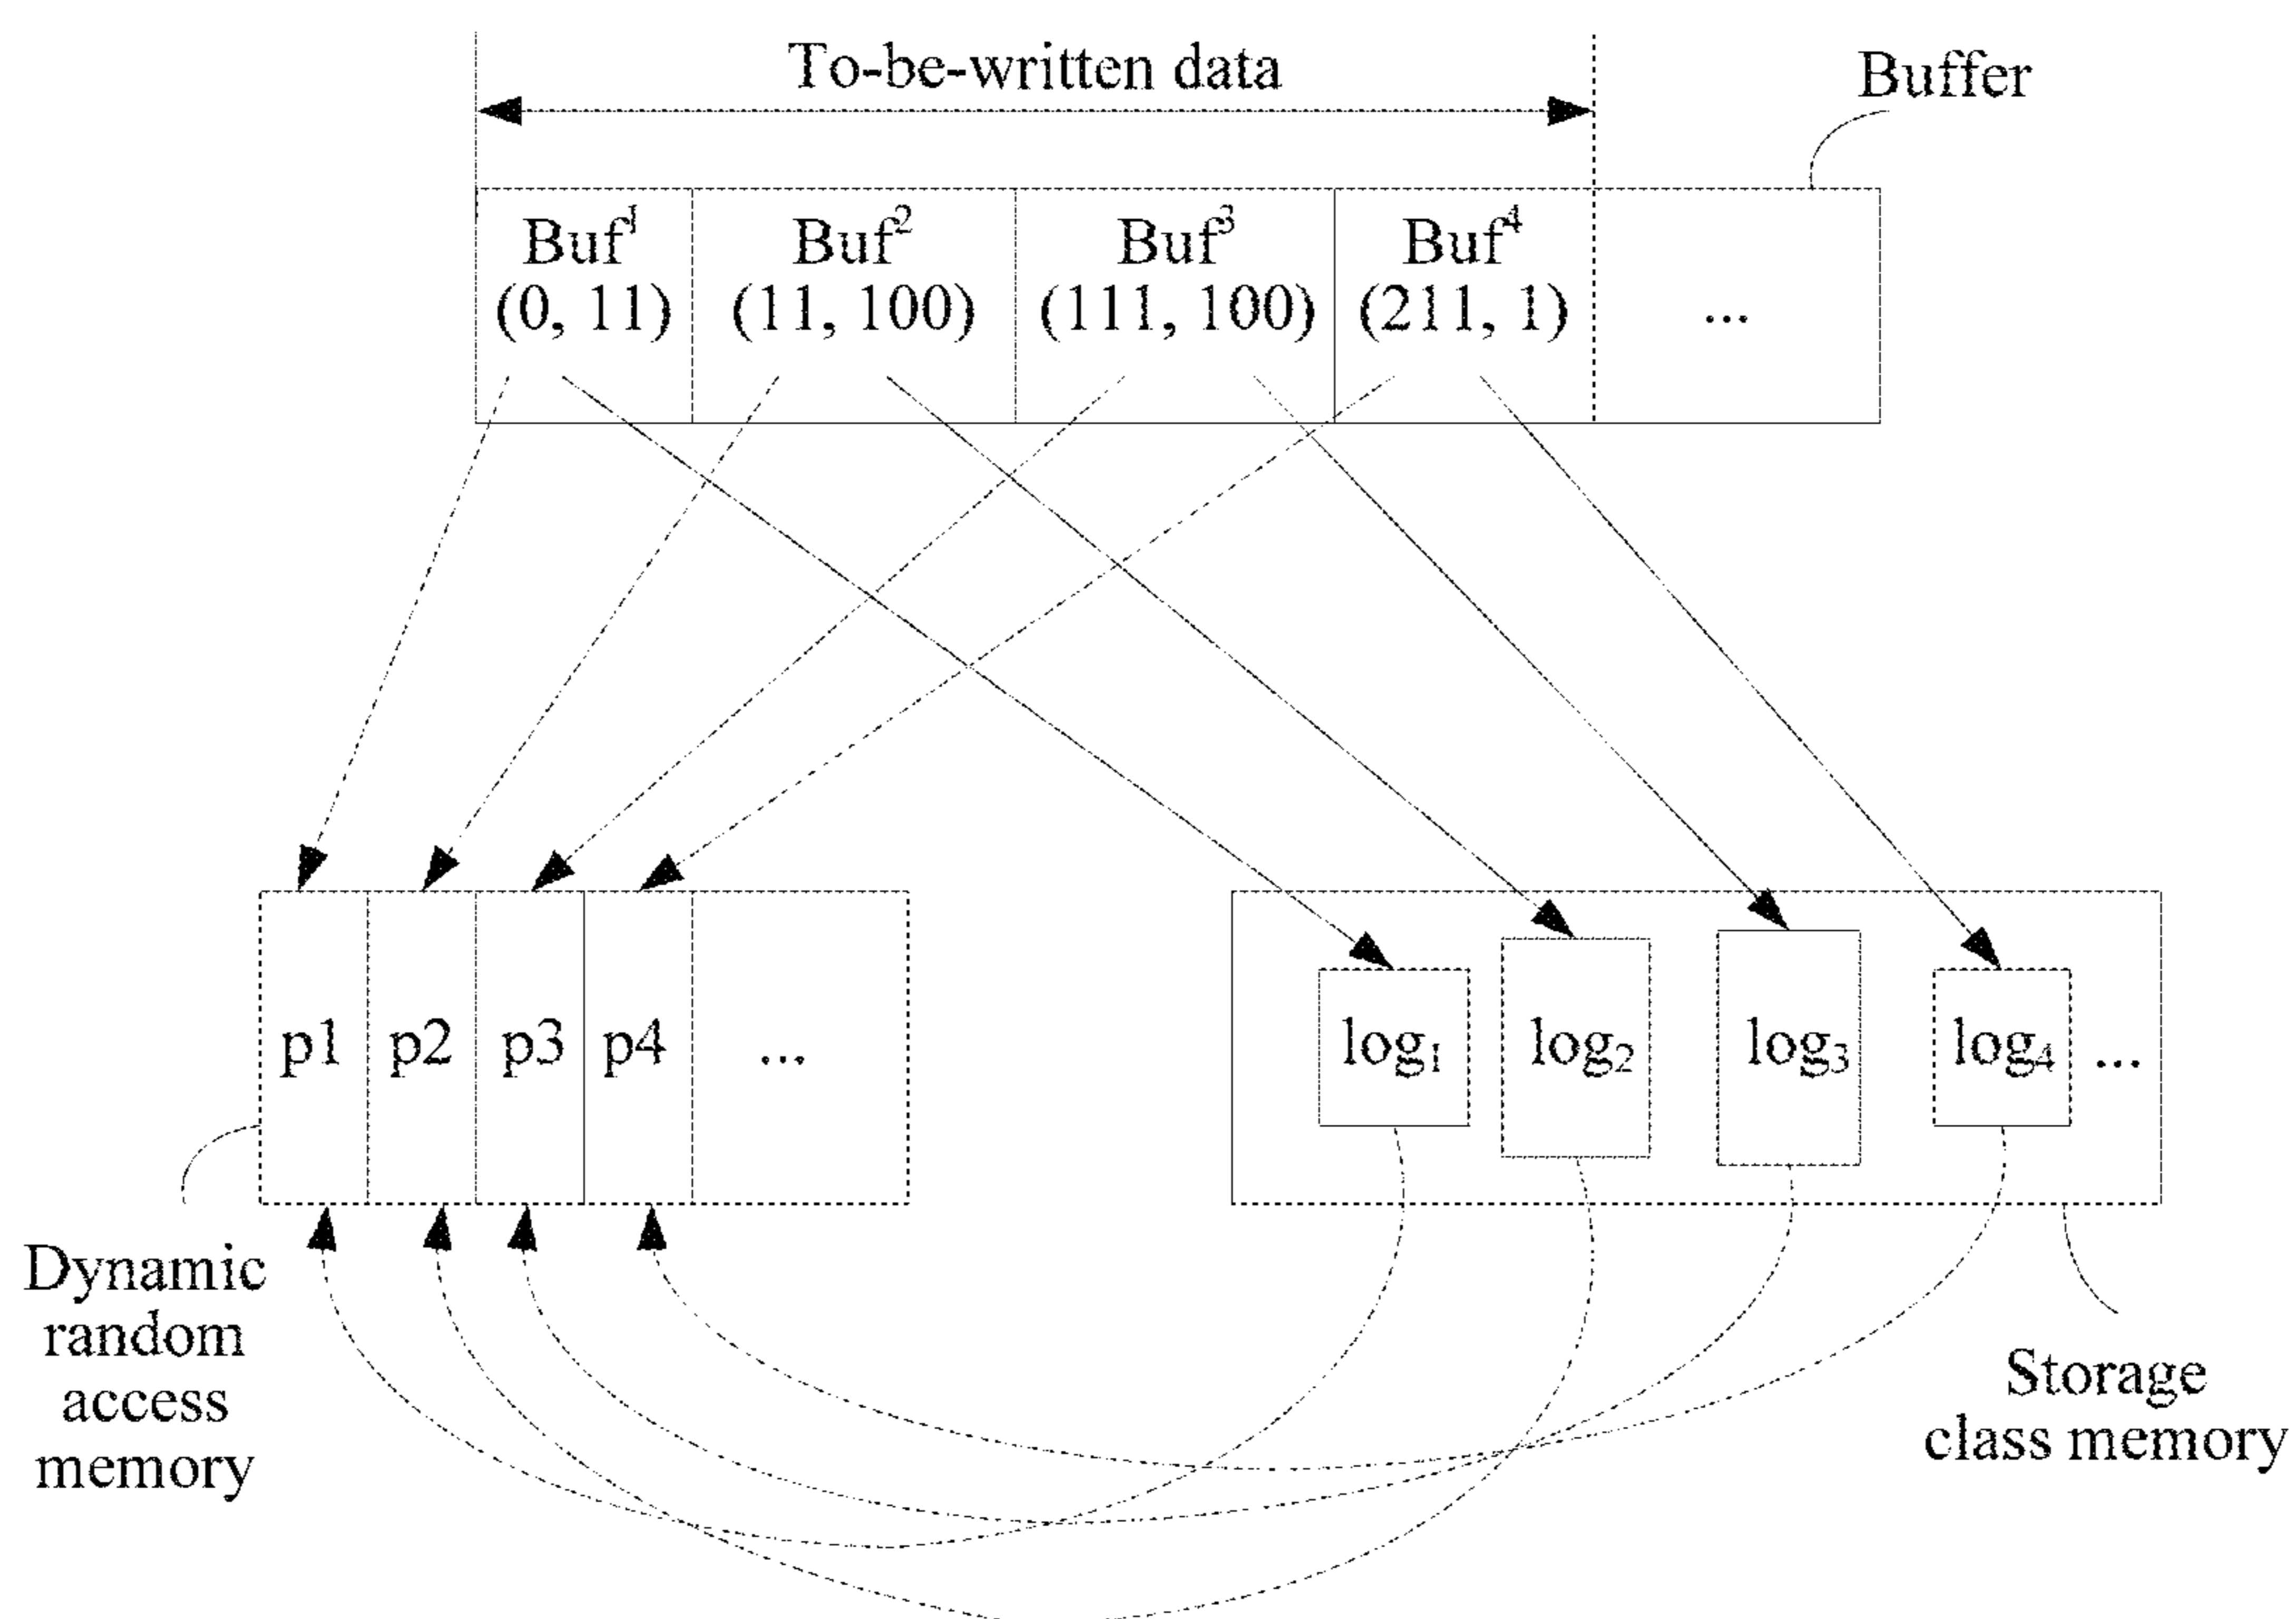 To-be-written data
Buffer
Buf¹ Buf² Buf³ Buf⁴
(0, 11) (11, 100) (111, 100) (211, 1) ...
p1 p2 p3 p4 ...
log₁ log₂ log₃ log₄ ...
Dynamic
random
access
memory
Storage
class memory